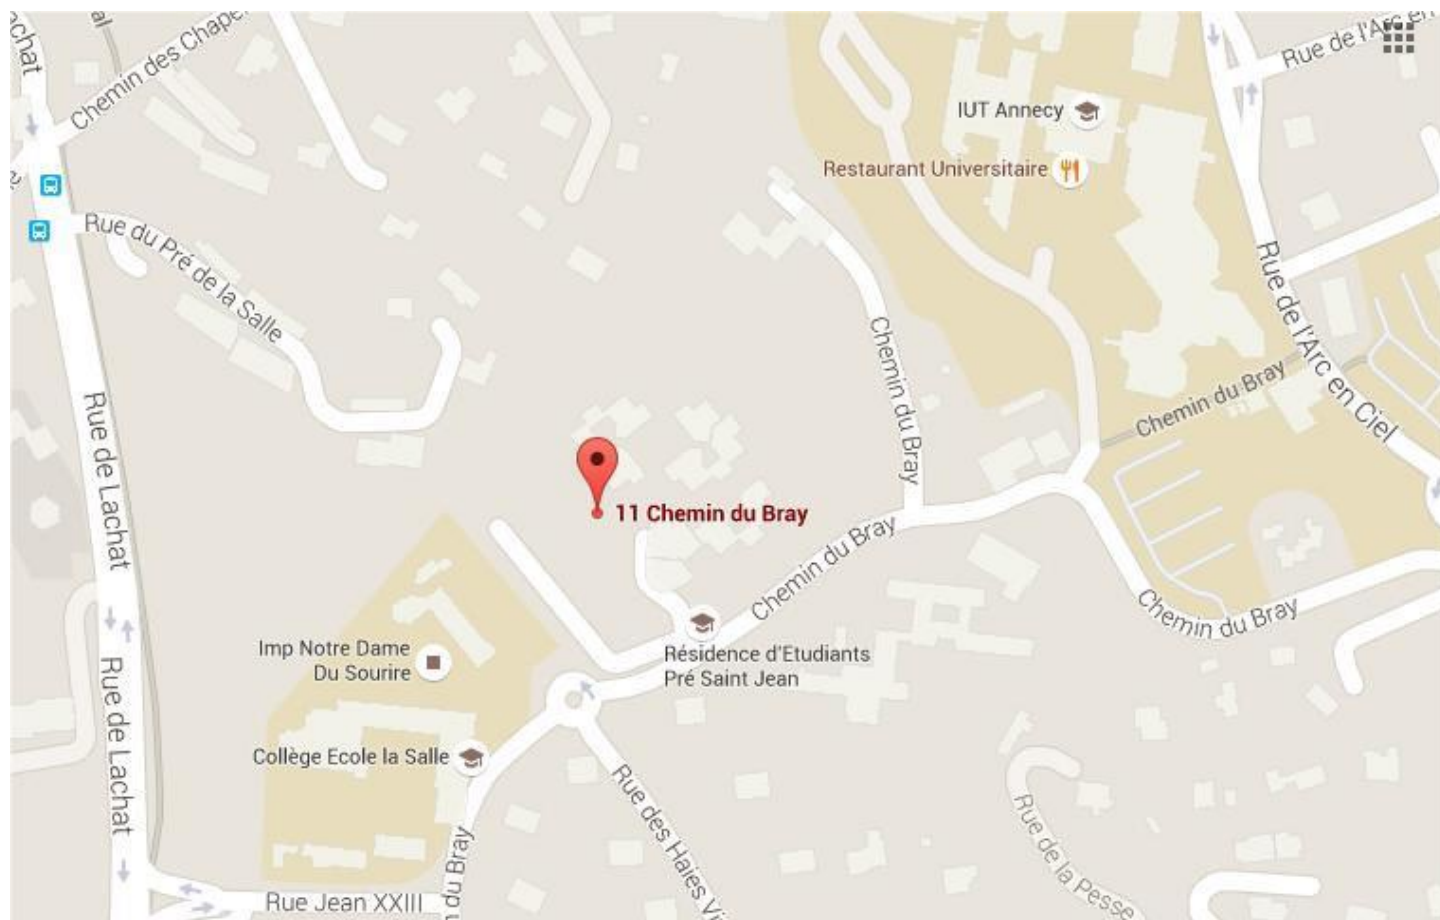 Chemin des Chape
Rue de l'Arc en
IUT Annecy
Restaurant Universitaire
Rue du Pré de la Salle
Rue de l'Arc en Ciel
Chemin du Bray
Chemin du Bray
Rue de Lachat
11 Chemin du Bray
Chemin du Bray
Chemin du Bray
Imp Notre Dame
Du Sourire
Résidence d'Etudiants
Pré Saint Jean
Rue de Lachat
Collège Ecole la Salle
Rue des Haies Vi
Rue de la Pesse
du Bray
Rue Jean XXIII